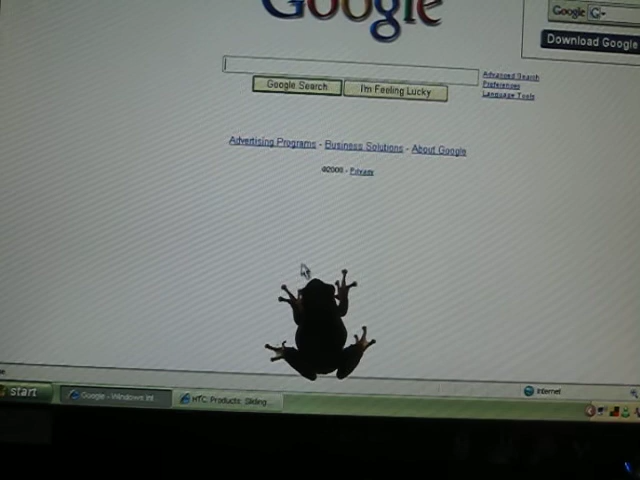 Google
Google G-
Download Google
Advanced Search
Preferences
Language Tools
Google Search
I'm Feeling Lucky
Advertising Programs - Business Solutions - About Google
©2008 - Privacy
start
Google - Windows Int
HTC: Products: Sliding...
Internet